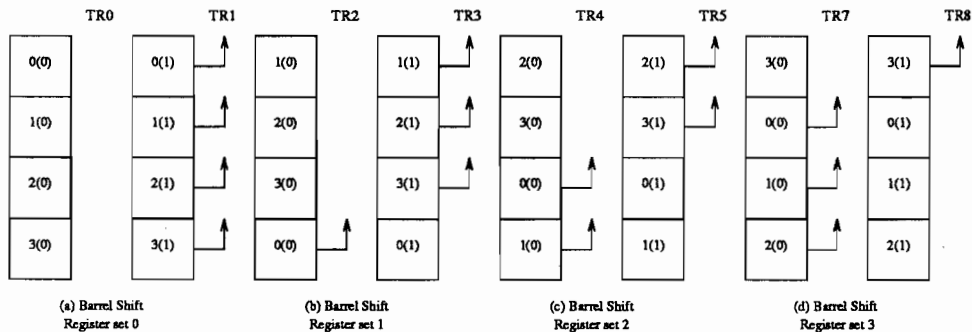 TR0 TR1 TR2 TR3 TR4 TR5 TR7 TR8
0(0) 0(1) 1(0) 1(1) 2(0) 2(1) 3(0) 3(1)
1(0) 1(1) 2(0) 2(1) 3(0) 3(1) 0(0) 0(1)
2(0) 2(1) 3(0) 3(1) 0(0) 0(1) 1(0) 1(1)
3(0) 3(1) 0(0) 0(1) 1(0) 1(1) 2(0) 2(1)
(a) Barrel Shift (b) Barrel Shift (c) Barrel Shift (d) Barrel Shift
Register set 0 Register set 1 Register set 2 Register set 3